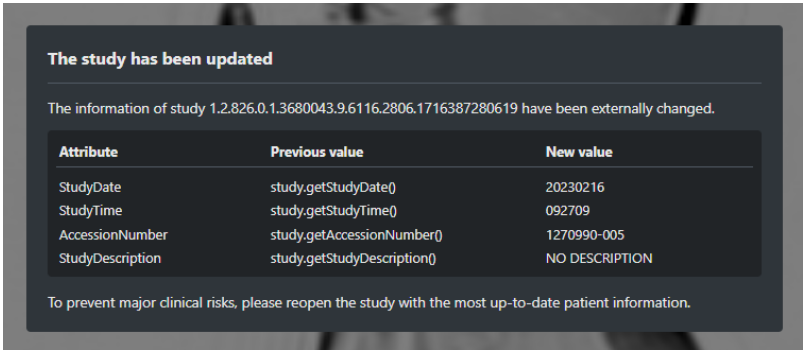 The study has been updated
The information of study 1.2.826.0.1.3680043.9.6116.2806.1716387280619 have been externally changed.
Attribute Previous value New value
StudyDate study.getStudyDate() 20230216
StudyTime study.getStudyTime() 092709
AccessionNumber study.getAccessionNumber() 1270990-005
StudyDescription study.getStudyDescription() NO DESCRIPTION
To prevent major clinical risks, please reopen the study with the most up-to-date patient information.